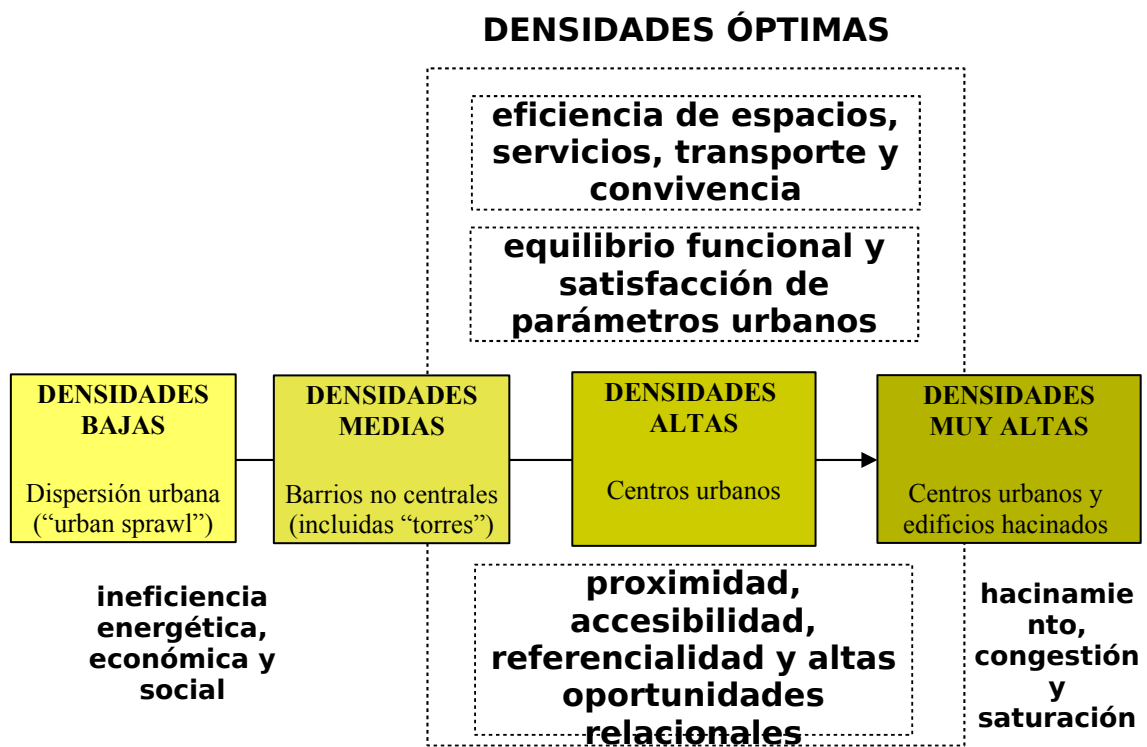 DENSIDADES ÓPTIMAS
eficiencia de espacios,
servicios, transporte y
convivencia
equilibrio funcional y
satisfacción de
parámetros urbanos
DENSIDADES
BAJAS
Dispersión urbana
(“urban sprawl”)
DENSIDADES
MEDIAS
Barrios no centrales
(incluidas “torres”)
DENSIDADES
ALTAS
Centros urbanos
DENSIDADES
MUY ALTAS
Centros urbanos y
edificios hacinados
ineficiencia
energética,
económica y
social
proximidad,
accesibilidad,
referencialidad y altas
oportunidades
relacionales
hacinamie
nto,
congestión
y
saturación